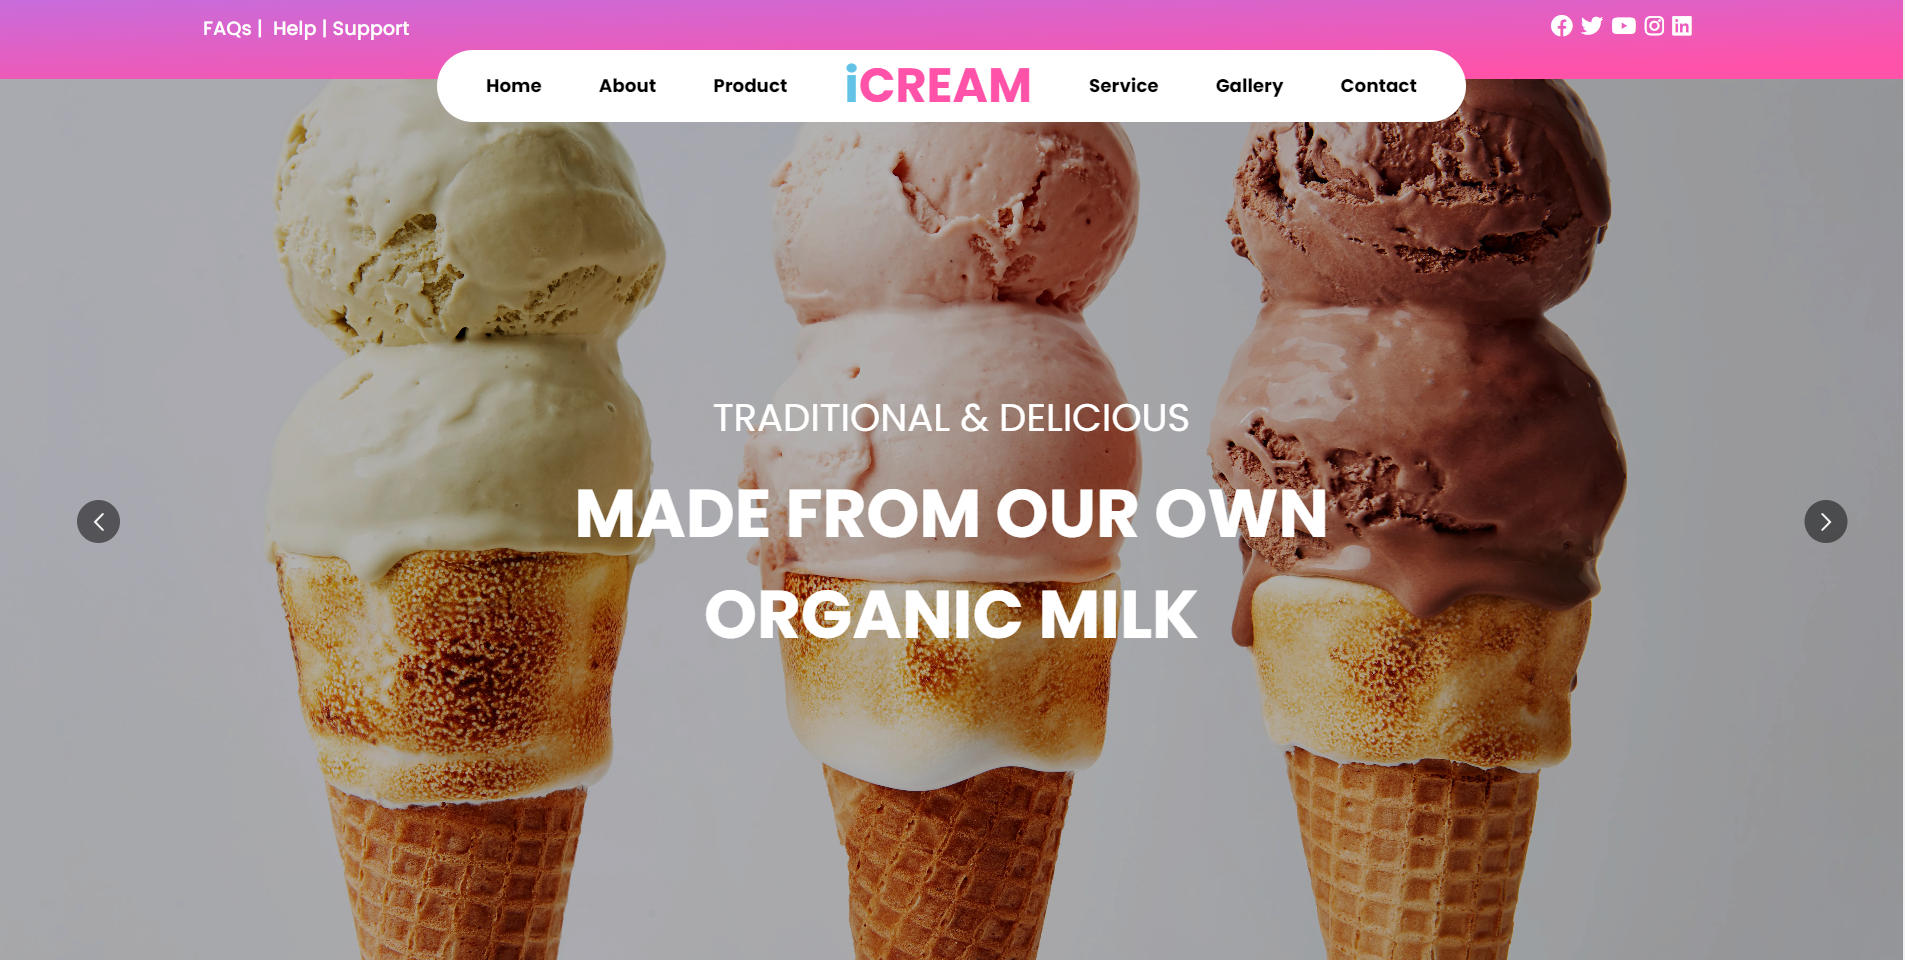 FAQs | Help | Support
Home About Product iCREAM Service Gallery Contact
TRADITIONAL & DELICIOUS
MADE FROM OUR OWN
ORGANIC MILK